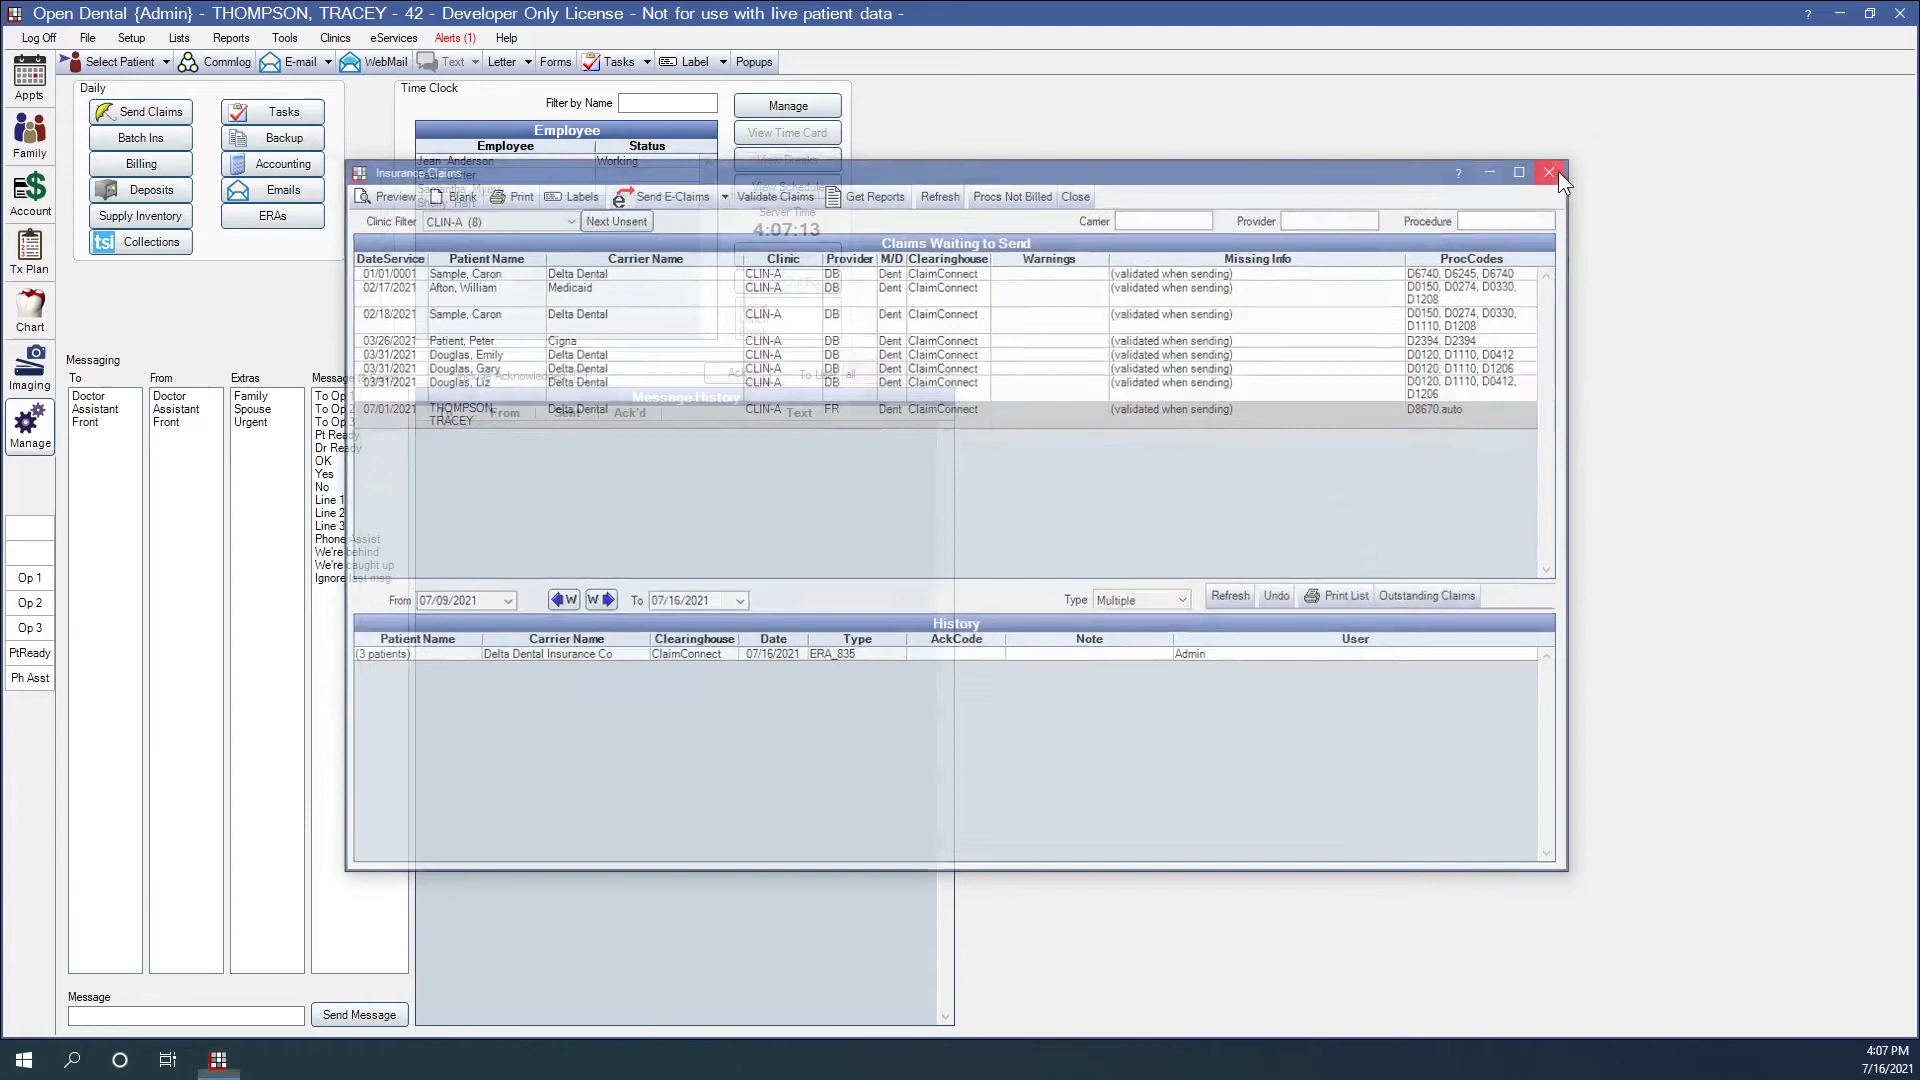 Open Dental {Admin} - THOMPSON, TRACEY - 42 - Developer Only License - Not for use with live patient data -
Log Off File Setup Lists Reports Tools Clinics eServices Alerts (1) Help
Select Patient Commlog E-mail WebMail Text Letter Forms Tasks Label Popups
Appts
Family
Account
Tx Plan
Chart
Imaging
Manage
Op 1
Op 2
Op 3
PtReady
Ph Asst
Daily
Send Claims
Batch Ins
Billing
Deposits
Supply Inventory
tsi Collections
Tasks
Backup
Accounting
Emails
ERAs
Time Clock
Filter by Name
Manage
View Time Card
View Breaks
View Schedule
Server Time
4:07:13
Employee
Employee Status
Jean Anderson Working
Insurance Claims
Preview Blank Print Labels Send E-Claims Validate Claims Get Reports Refresh Procs Not Billed Close
Clinic Filter CLIN-A (8) Next Unsent Carrier Provider Procedure
Claims Waiting to Send
DateService Patient Name Carrier Name Clinic Provider M/D Clearinghouse Warnings Missing Info ProcCodes
01/01/0001 Sample, Caron Delta Dental CLIN-A DB Dent ClaimConnect (validated when sending) D6740, D6245, D6740
02/17/2021 Afton, William Medicaid CLIN-A DB Dent ClaimConnect (validated when sending) D0150, D0274, D0330,
D1208
02/18/2021 Sample, Caron Delta Dental CLIN-A DB Dent ClaimConnect (validated when sending) D0150, D0274, D0330,
D1110, D1208
03/26/2021 Patient, Peter Cigna CLIN-A DB Dent ClaimConnect (validated when sending) D2394, D2394
03/31/2021 Douglas, Emily Delta Dental CLIN-A DB Dent ClaimConnect (validated when sending) D0120, D1110, D0412
03/31/2021 Douglas, Gary Delta Dental CLIN-A DB Dent ClaimConnect (validated when sending) D0120, D1110, D1206
03/31/2021 Douglas, Liz Delta Dental CLIN-A DB Dent ClaimConnect (validated when sending) D0120, D1110, D0412,
D1206
07/01/2021 THOMPSON, Delta Dental CLIN-A FR Dent ClaimConnect (validated when sending) D8670.auto
TRACEY
Message History
From Sent Ack'd Text
From 07/09/2021 W W To 07/16/2021 Type Multiple Refresh Undo Print List Outstanding Claims
History
Patient Name Carrier Name Clearinghouse Date Type AckCode Note User
(3 patients) Delta Dental Insurance Co ClaimConnect 07/16/2021 ERA_835 Admin
Messaging
To
Doctor
Assistant
Front
From
Doctor
Assistant
Front
Extras
Family
Spouse
Urgent
To Op 1
To Op 2
To Op 3
Pt Ready
Dr Ready
OK
Yes
No
Line 1
Line 2
Line 3
Phone Assist
We're behind
We're caught up
Ignore last msg
Message
Send Message
4:07 PM
7/16/2021